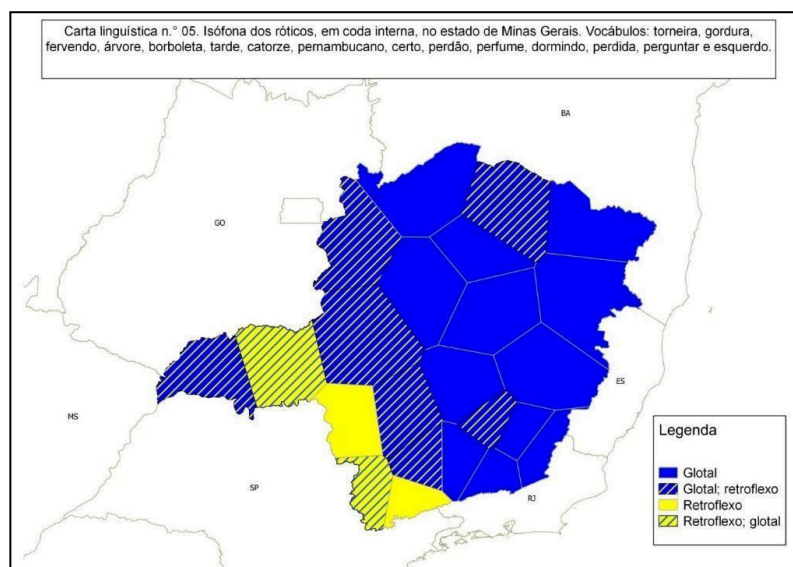 Carta linguística n.° 05. Isófona dos róticos, em coda interna, no estado de Minas Gerais. Vocábulos: torneira, gordura,
fervendo, árvore, borboleta, tarde, catorze, pernambucano, certo, perdão, perfume, dormindo, perdida, perguntar e esquerdo.
BA
GO
ES
MS
SP
RJ
Legenda
Glotal
Glotal; retroflexo
Retroflexo
Retroflexo; glotal